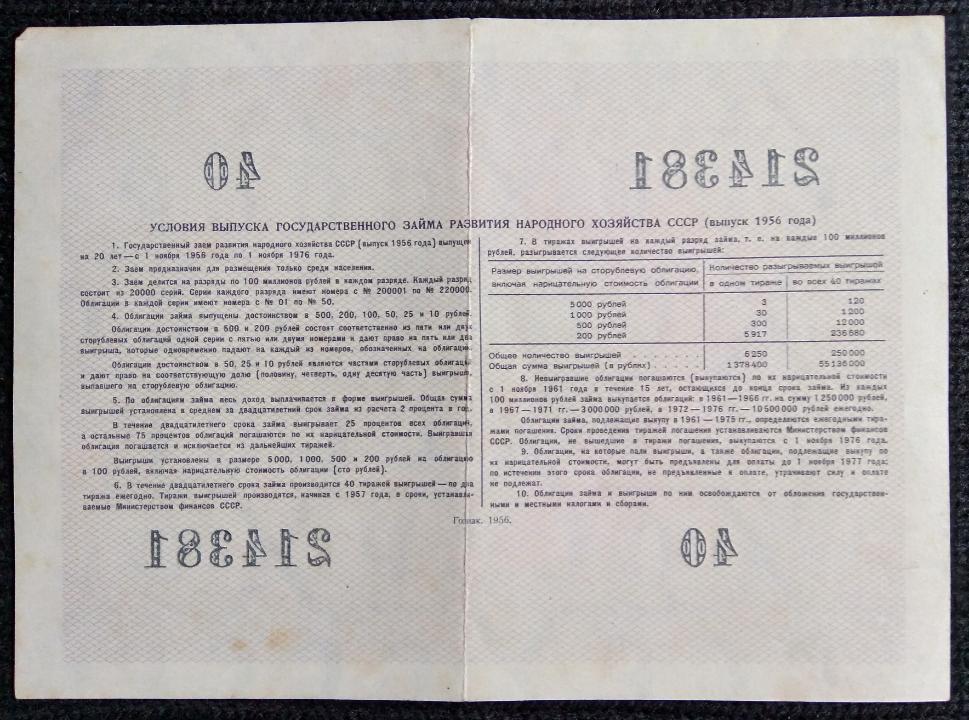 40
214381
УСЛОВИЯ ВЫПУСКА ГОСУДАРСТВЕННОГО ЗАЙМА РАЗВИТИЯ НАРОДНОГО ХОЗЯЙСТВА СССР (выпуск 1956 года)
1. Государственный заем развития народного хозяйства СССР (выпуск 1956 года) выпущен
на 20 лет — с 1 ноября 1956 года по 1 ноября 1976 года.
2. Заем предназначен для размещения только среди населения.
3. Заем делится на разряды по 100 миллионов рублей в каждом разряде. Каждый разряд
состоит из 20000 серий. Серии каждого разряда имеют номера с № 200001 по № 220000.
Облигации в каждой серии имеют номера с № 01 по № 50.
4. Облигации займа выпущены достоинством в 500, 200, 100, 50, 25 и 10 рублей.
Облигации достоинством в 500 и 200 рублей состоят соответственно из пяти или двух
сторублевых облигаций одной серии с пятью или двумя номерами и дают право на пять или два
выигрыша, которые одновременно падают на каждый из номеров, обозначенных на облигации.
Облигации достоинством в 50, 25 и 10 рублей являются частями сторублевых облигаций
и дают право на соответствующую долю (половину, четверть, одну десятую часть) выигрыша,
выпавшего на сторублевую облигацию.
5. По облигациям займа весь доход выплачивается в форме выигрышей. Общая сумма
выигрышей установлена в среднем за двадцатилетний срок займа из расчета 2 процента в год.
В течение двадцатилетнего срока займа выигрывает 25 процентов всех облигаций,
а остальные 75 процентов облигаций погашаются по их нарицательной стоимости. Выигравшая
облигация погашается и исключается из дальнейших тиражей.
Выигрыши установлены в размере 5000, 1000, 500 и 200 рублей на облигацию
в 100 рублей, включая нарицательную стоимость облигации (сто рублей).
6. В течение двадцатилетнего срока займа производится 40 тиражей выигрышей — по два
тиража ежегодно. Тиражи выигрышей производятся, начиная с 1957 года, в сроки, устанавли-
ваемые Министерством финансов СССР.
7. В тиражах выигрышей на каждый разряд займа, т. е. на каждые 100 миллионов
рублей, разыгрывается следующее количество выигрышей:
Размер выигрышей на сторублевую облигацию, включая нарицательную стоимость облигации
Количество разыгрываемых выигрышей
в одном тираже во всех 40 тиражах
5000 рублей 3 120
1000 рублей 30 1200
500 рублей 300 12000
200 рублей 5917 236680
Общее количество выигрышей . . . . . . . . 6250 250000
Общая сумма выигрышей (в рублях) . . . . . 1378400 55136000
8. Невыигравшие облигации погашаются (выкупаются) по их нарицательной стоимости
с 1 ноября 1961 года в течение 15 лет, остающихся до конца срока займа. Из каждых
100 миллионов рублей займа выкупается облигаций: в 1961—1966 гг. на сумму 1 250 000 рублей,
в 1967—1971 гг. — 3 000 000 рублей, в 1972—1976 гг. — 10 500 000 рублей ежегодно.
Облигации займа, подлежащие выкупу в 1961—1975 гг., определяются ежегодными тира-
жами погашения. Сроки проведения тиражей погашения устанавливаются Министерством финансов
СССР. Облигации, не вышедшие в тиражи погашения, выкупаются с 1 ноября 1976 года.
9. Облигации, на которые пали выигрыши, а также облигации, подлежащие выкупу по
их нарицательной стоимости, могут быть предъявлены для оплаты до 1 ноября 1977 года;
по истечении этого срока облигации, не предъявленные к оплате, утрачивают силу и оплате
не подлежат.
10. Облигации займа и выигрыши по ним освобождаются от обложения государствен-
ными и местными налогами и сборами.
Гознак. 1956.
214381
40